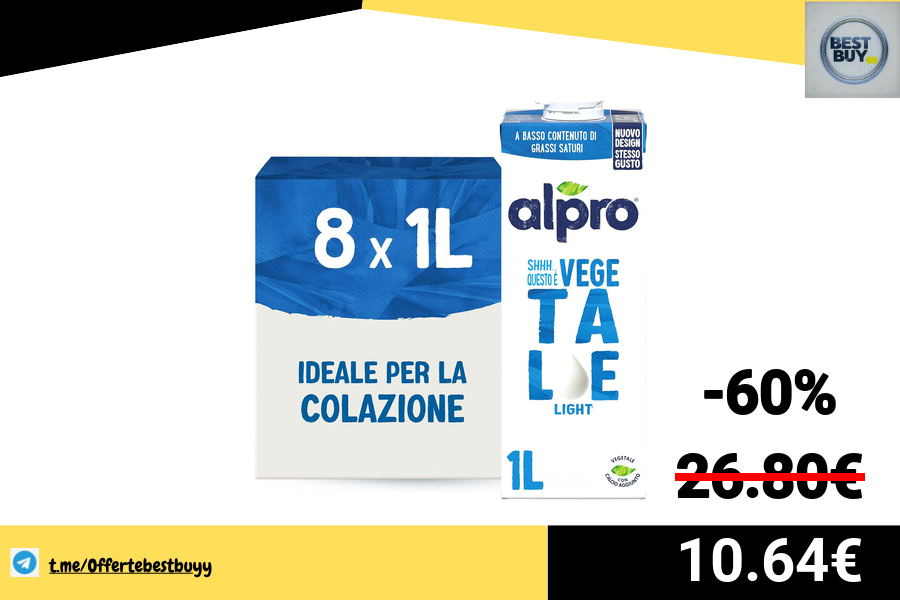 BEST
BUY
A BASSO CONTENUTO DI
GRASSI SATURI
NUOVO
DESIGN
STESSO
GUSTO
alpro®
8 x 1L
SHHH...
QUESTO È VEGE
TA
L E
LIGHT
IDEALE PER LA
COLAZIONE
1L
VEGETALE
CON
CALCIO AGGIUNTO
-60%
26.80€
10.64€
t.me/Offertebestbuyy